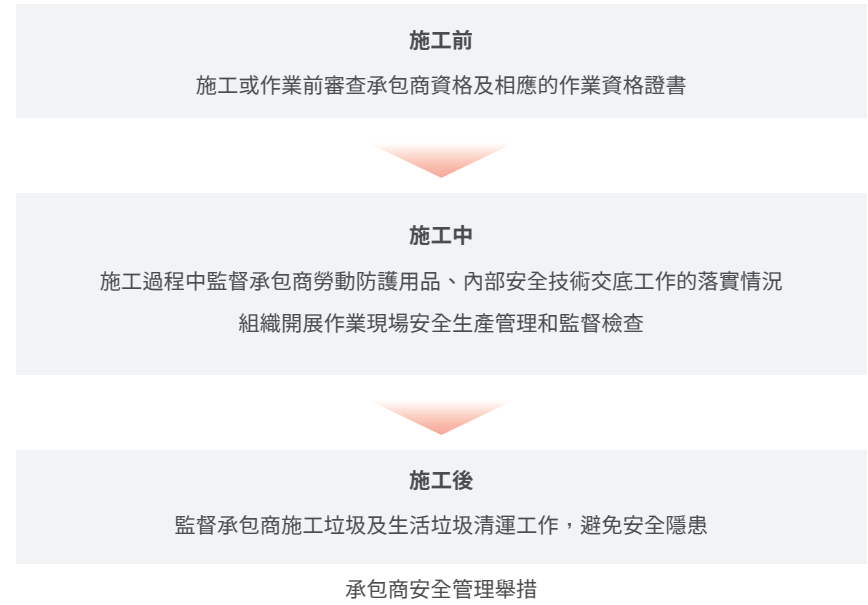 施工前
施工或作業前審查承包商資格及相應的作業資格證書
施工中
施工過程中監督承包商勞動防護用品、內部安全技術交底工作的落實情況
組織開展作業現場安全生產管理和監督檢查
施工後
監督承包商施工垃圾及生活垃圾清運工作，避免安全隱患
承包商安全管理舉措